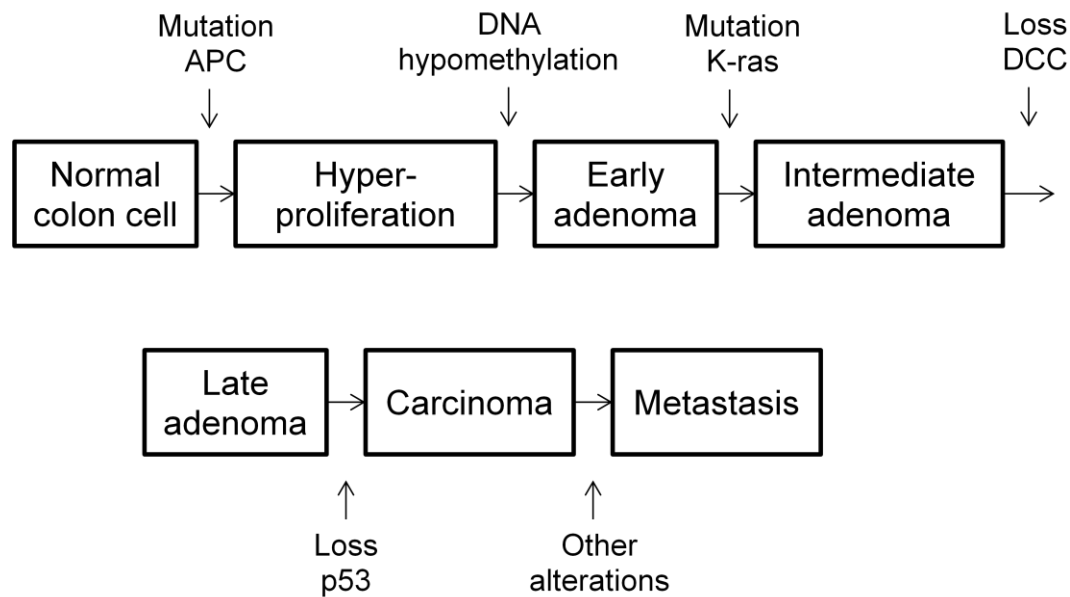 Mutation
APC
DNA
hypomethylation
Mutation
K-ras
Loss
DCC
Normal
colon cell
Hyper-
proliferation
Early
adenoma
Intermediate
adenoma
Late
adenoma
Carcinoma
Metastasis
Loss
p53
Other
alterations